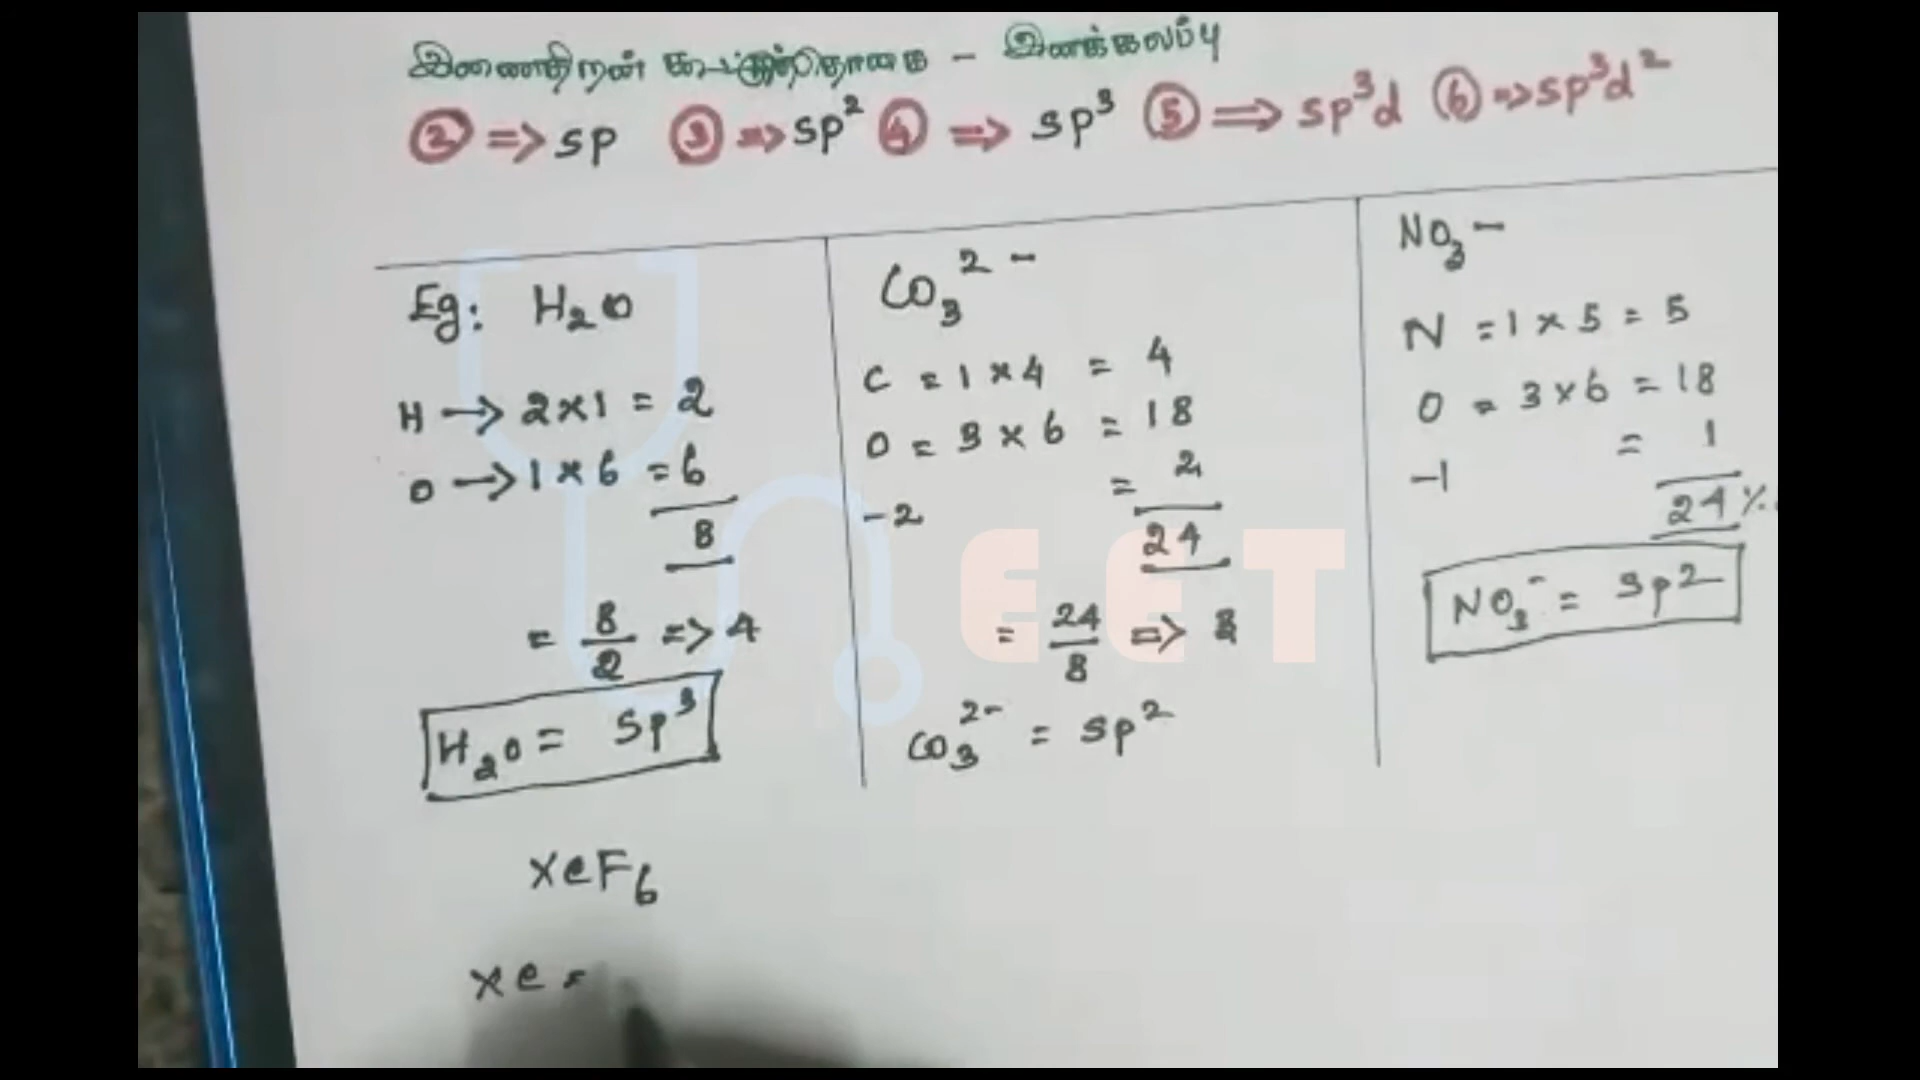 இணைதிறன் கூட்டுத்தொகை – இனக்கலப்பு
② => sp ③ => sp² ④ => sp³ ⑤ => sp³d ⑥ => sp³d²
Eg: H₂O
H → 2×1 = 2
O → 1×6 = 6
8
= 8/2 => 4
H₂O = Sp³
CO₃²⁻
C = 1×4 = 4
O = 3×6 = 18
-2 = 2
24
= 24/8 => 3
CO₃²⁻ = sp²
NO₃⁻
N = 1×5 = 5
O = 3×6 = 18
-1 = 1
24
NO₃⁻ = sp²
XeF₆
Xe =
EET